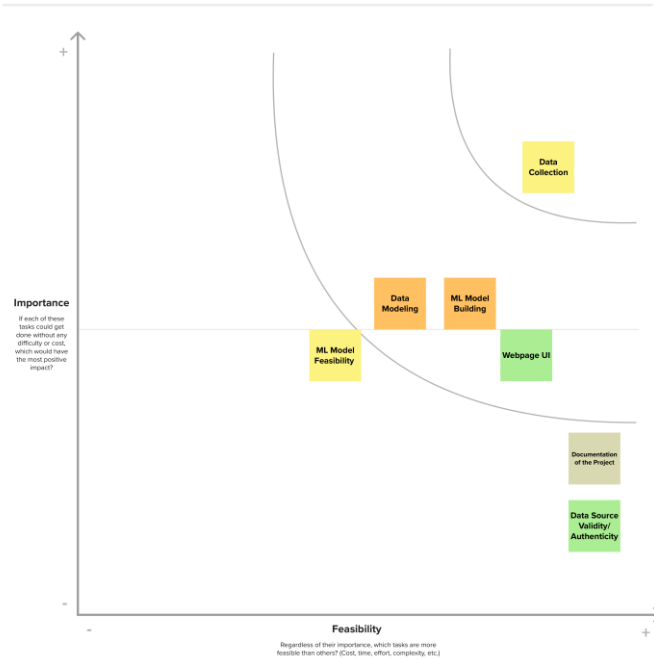 +
Data
Collection
Importance
If each of these
tasks could get
done without any
difficulty or cost,
which would have
the most positive
impact?
Data
Modeling
ML Model
Building
ML Model
Feasibility
Webpage UI
Documentation
of the Project
Data Source
Validity/
Authenticity
-
-
Feasibility
+
Regardless of their importance, which tasks are more
feasible than others? (Cost, time, effort, complexity, etc.)